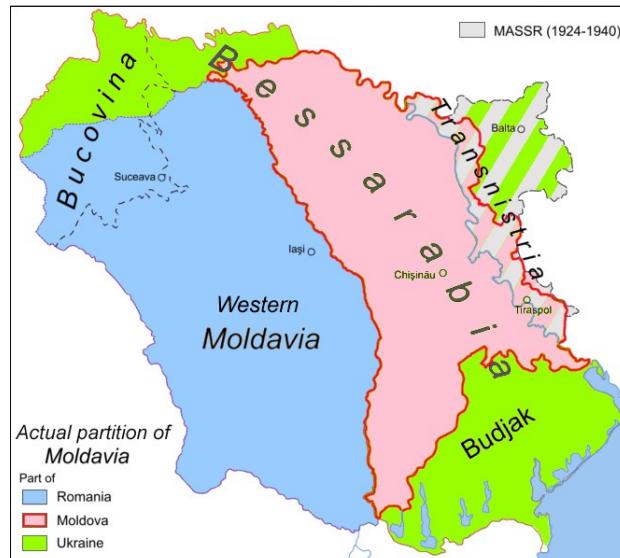 MASSR (1924-1940)
Bessarabia
Bucovina
Transnistria
Balta
Suceava
Iaşi
Chişinău
Tiraspol
Western
Moldavia
Budjak
Actual partition of
Moldavia
Part of
Romania
Moldova
Ukraine